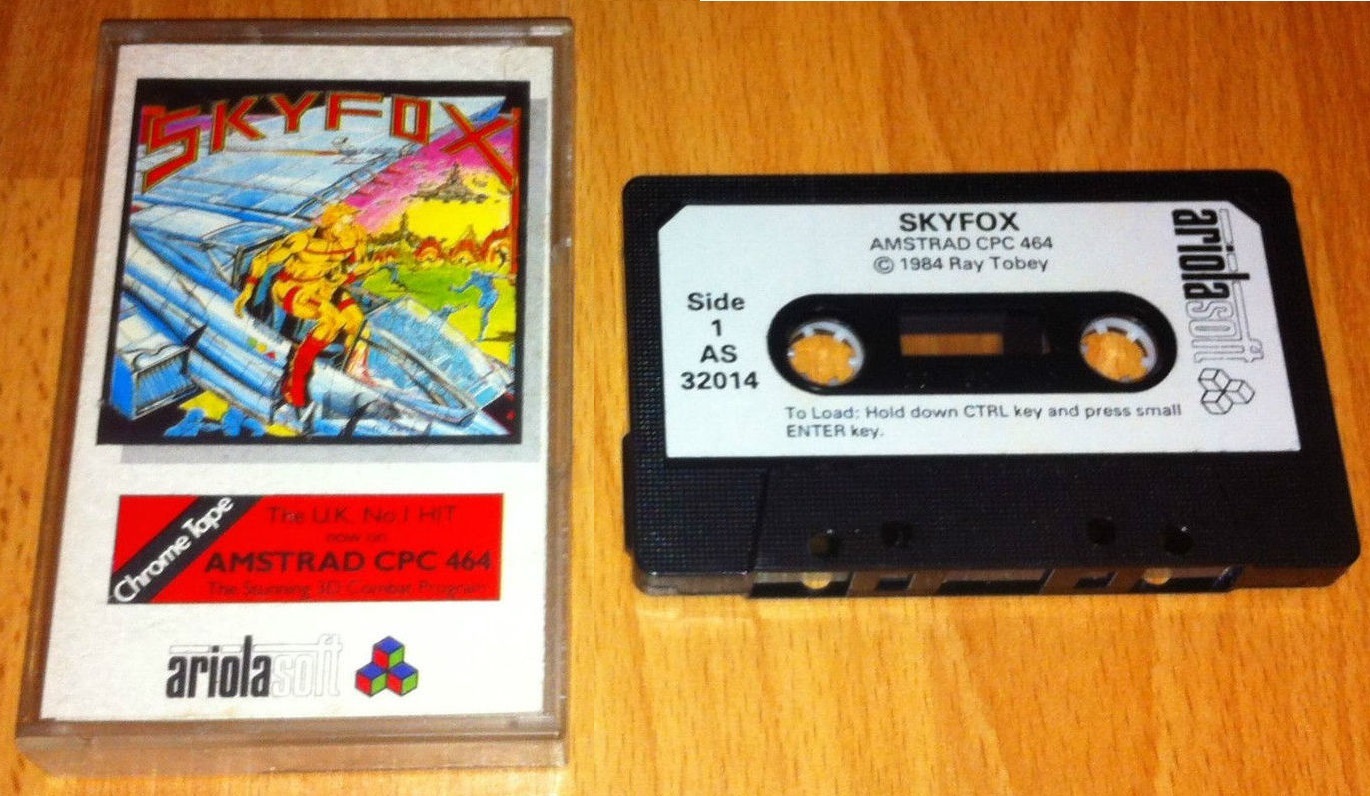 SKYFOX
Chrome Tape
The U.K. No.1 HIT
now on
AMSTRAD CPC 464
The Stunning 3D Combat Program
ariolasoft
SKYFOX
AMSTRAD CPC 464
© 1984 Ray Tobey
Side
1
AS
32014
To Load: Hold down CTRL key and press small
ENTER key.
ariolasoft